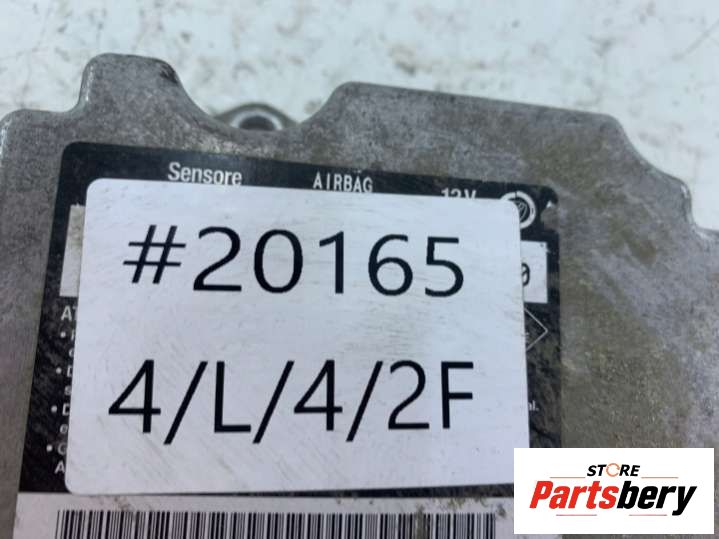 Sensore AIRBAG 12V
#20165
4/L/4/2F
STORE
Partsbery